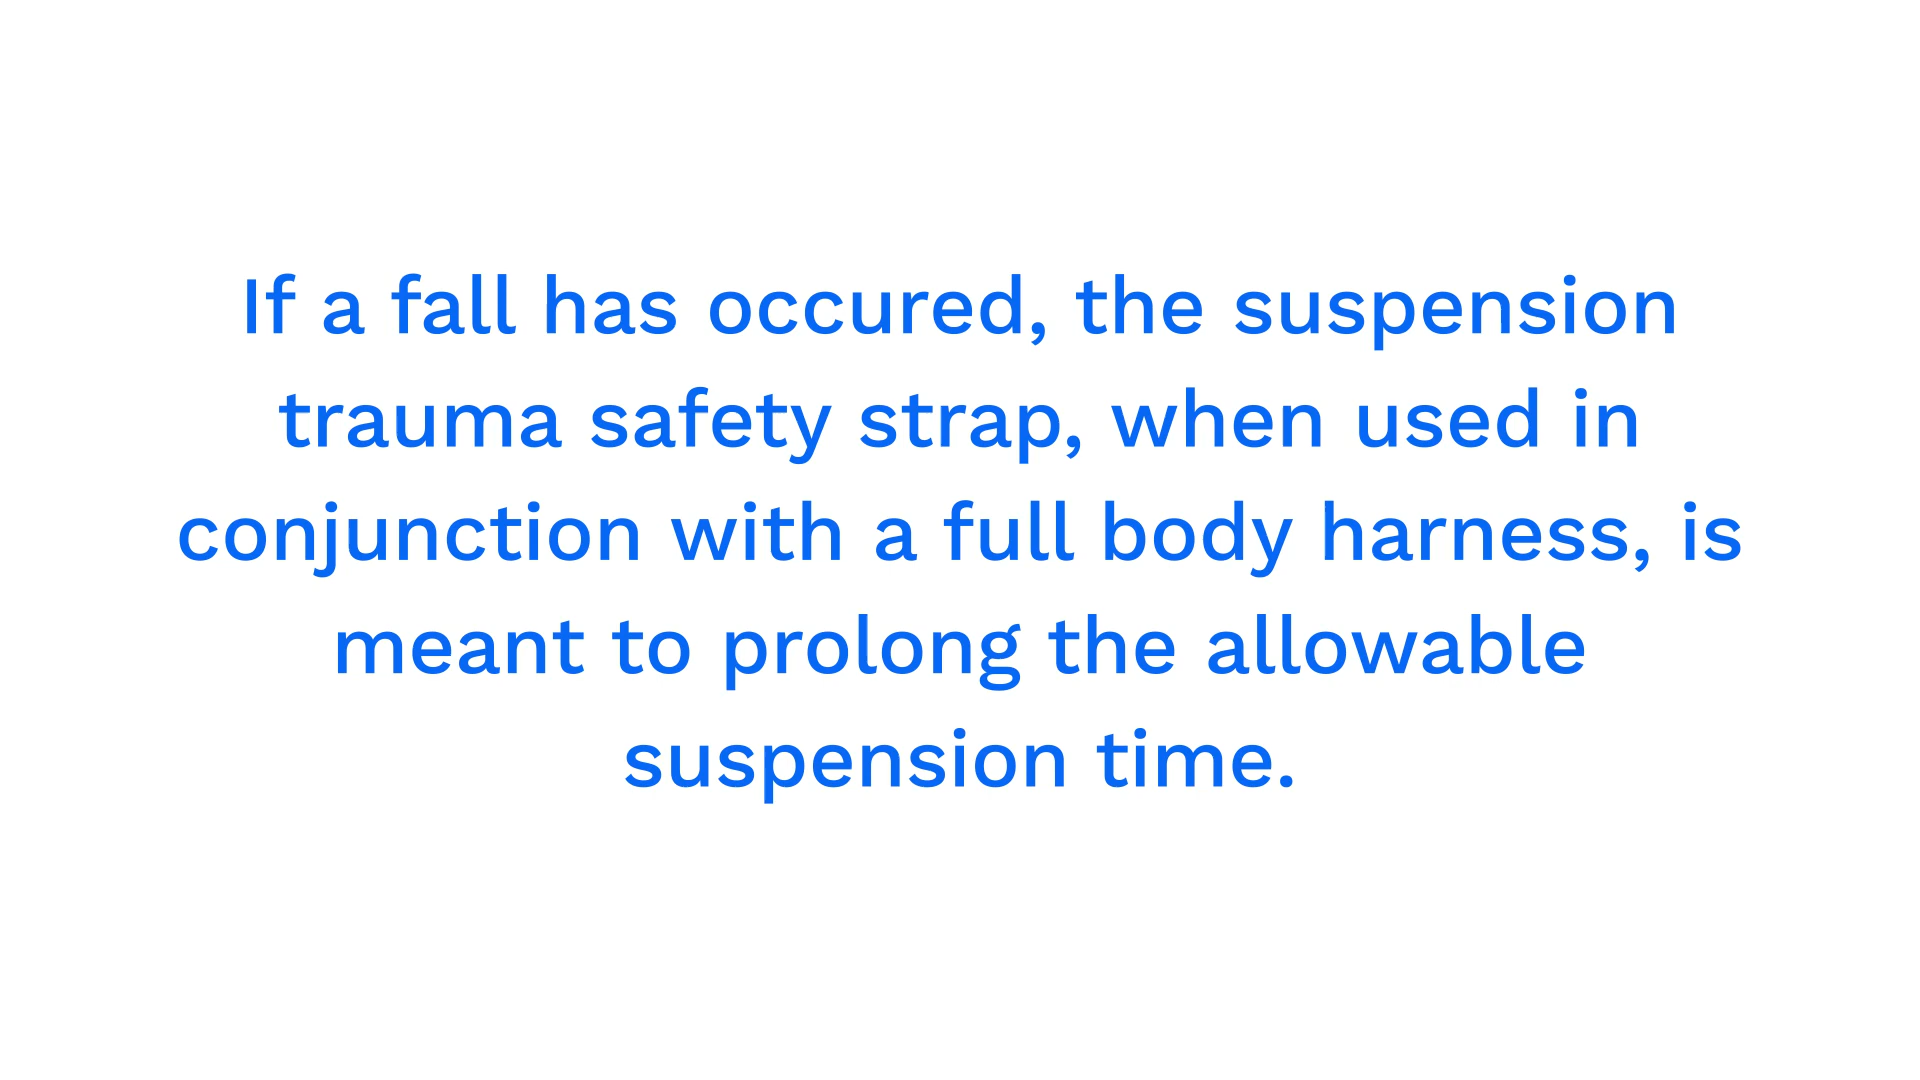 If a fall has occured, the suspension
trauma safety strap, when used in
conjunction with a full body harness, is
meant to prolong the allowable
suspension time.